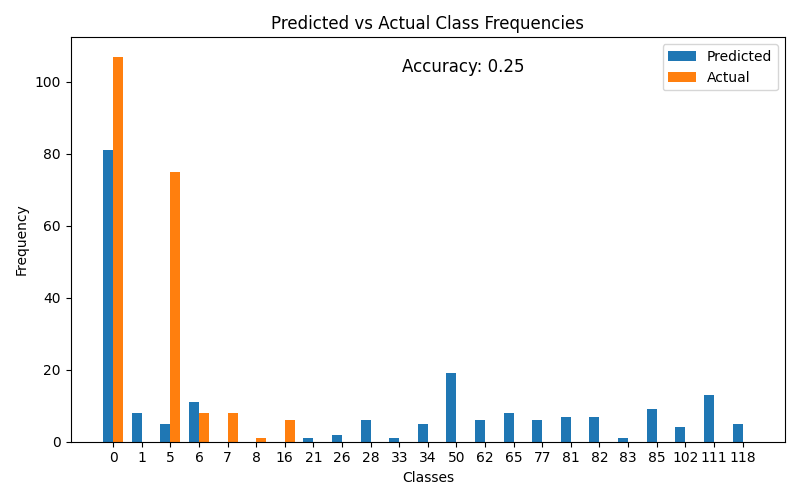 Predicted vs Actual Class Frequencies
Accuracy: 0.25
Predicted
Actual
Frequency
100
80
60
40
20
0
0 1 5 6 7 8 16 21 26 28 33 34 50 62 65 77 81 82 83 85 102 111 118
Classes